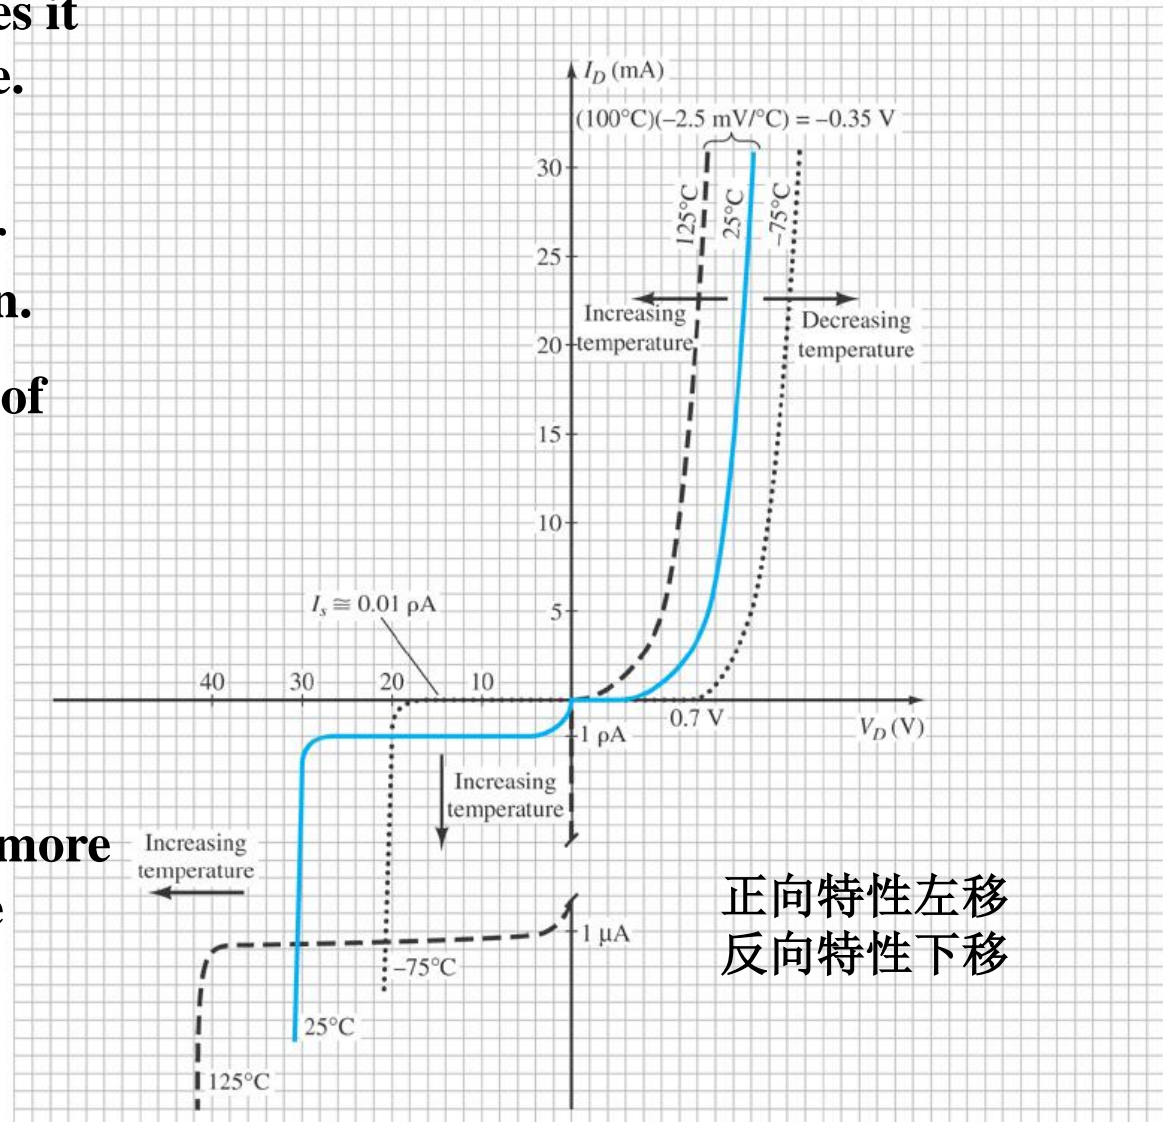 es it
e.
.
n.
of
more
e
I_D (mA)
(100°C)(–2.5 mV/°C) = –0.35 V
30
25
20
15
10
5
125°C
25°C
–75°C
Increasing
temperature
Decreasing
temperature
I_s ≅ 0.01 ρA
40
30
20
10
0.7 V
V_D (V)
1 ρA
Increasing
temperature
Increasing
temperature
1 μA
–75°C
25°C
125°C
正向特性左移
反向特性下移